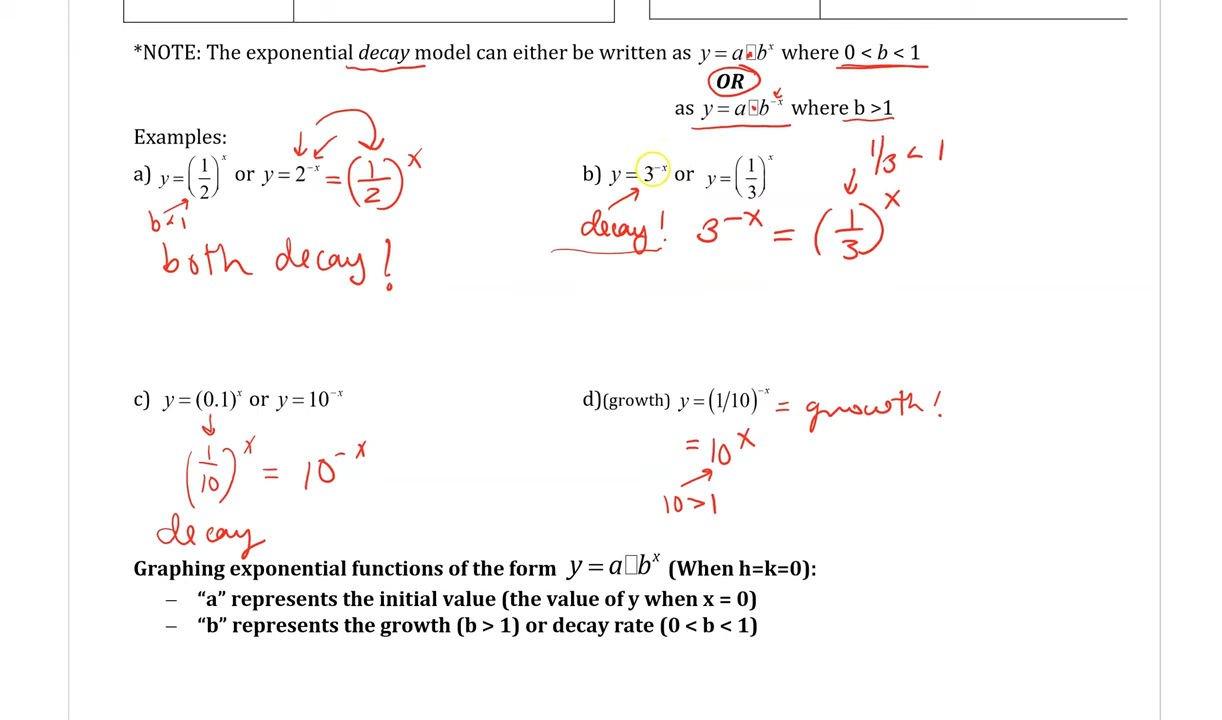 *NOTE: The exponential decay model can either be written as y = a□b^x where 0 < b < 1
OR
as y = a□b^-x where b >1
Examples:
a) y = (1/2)^x or y = 2^-x = (1/2)^x
b < 1
both decay!
b) y = 3^-x or y = (1/3)^x
1/3 < 1
decay! 3^-x = (1/3)^x
c) y = (0.1)^x or y = 10^-x
(1/10)^x = 10^-x
decay
d)(growth) y = (1/10)^-x = growth!
= 10^x
10 > 1
Graphing exponential functions of the form y = a□b^x (When h=k=0):
– “a” represents the initial value (the value of y when x = 0)
– “b” represents the growth (b > 1) or decay rate (0 < b < 1)